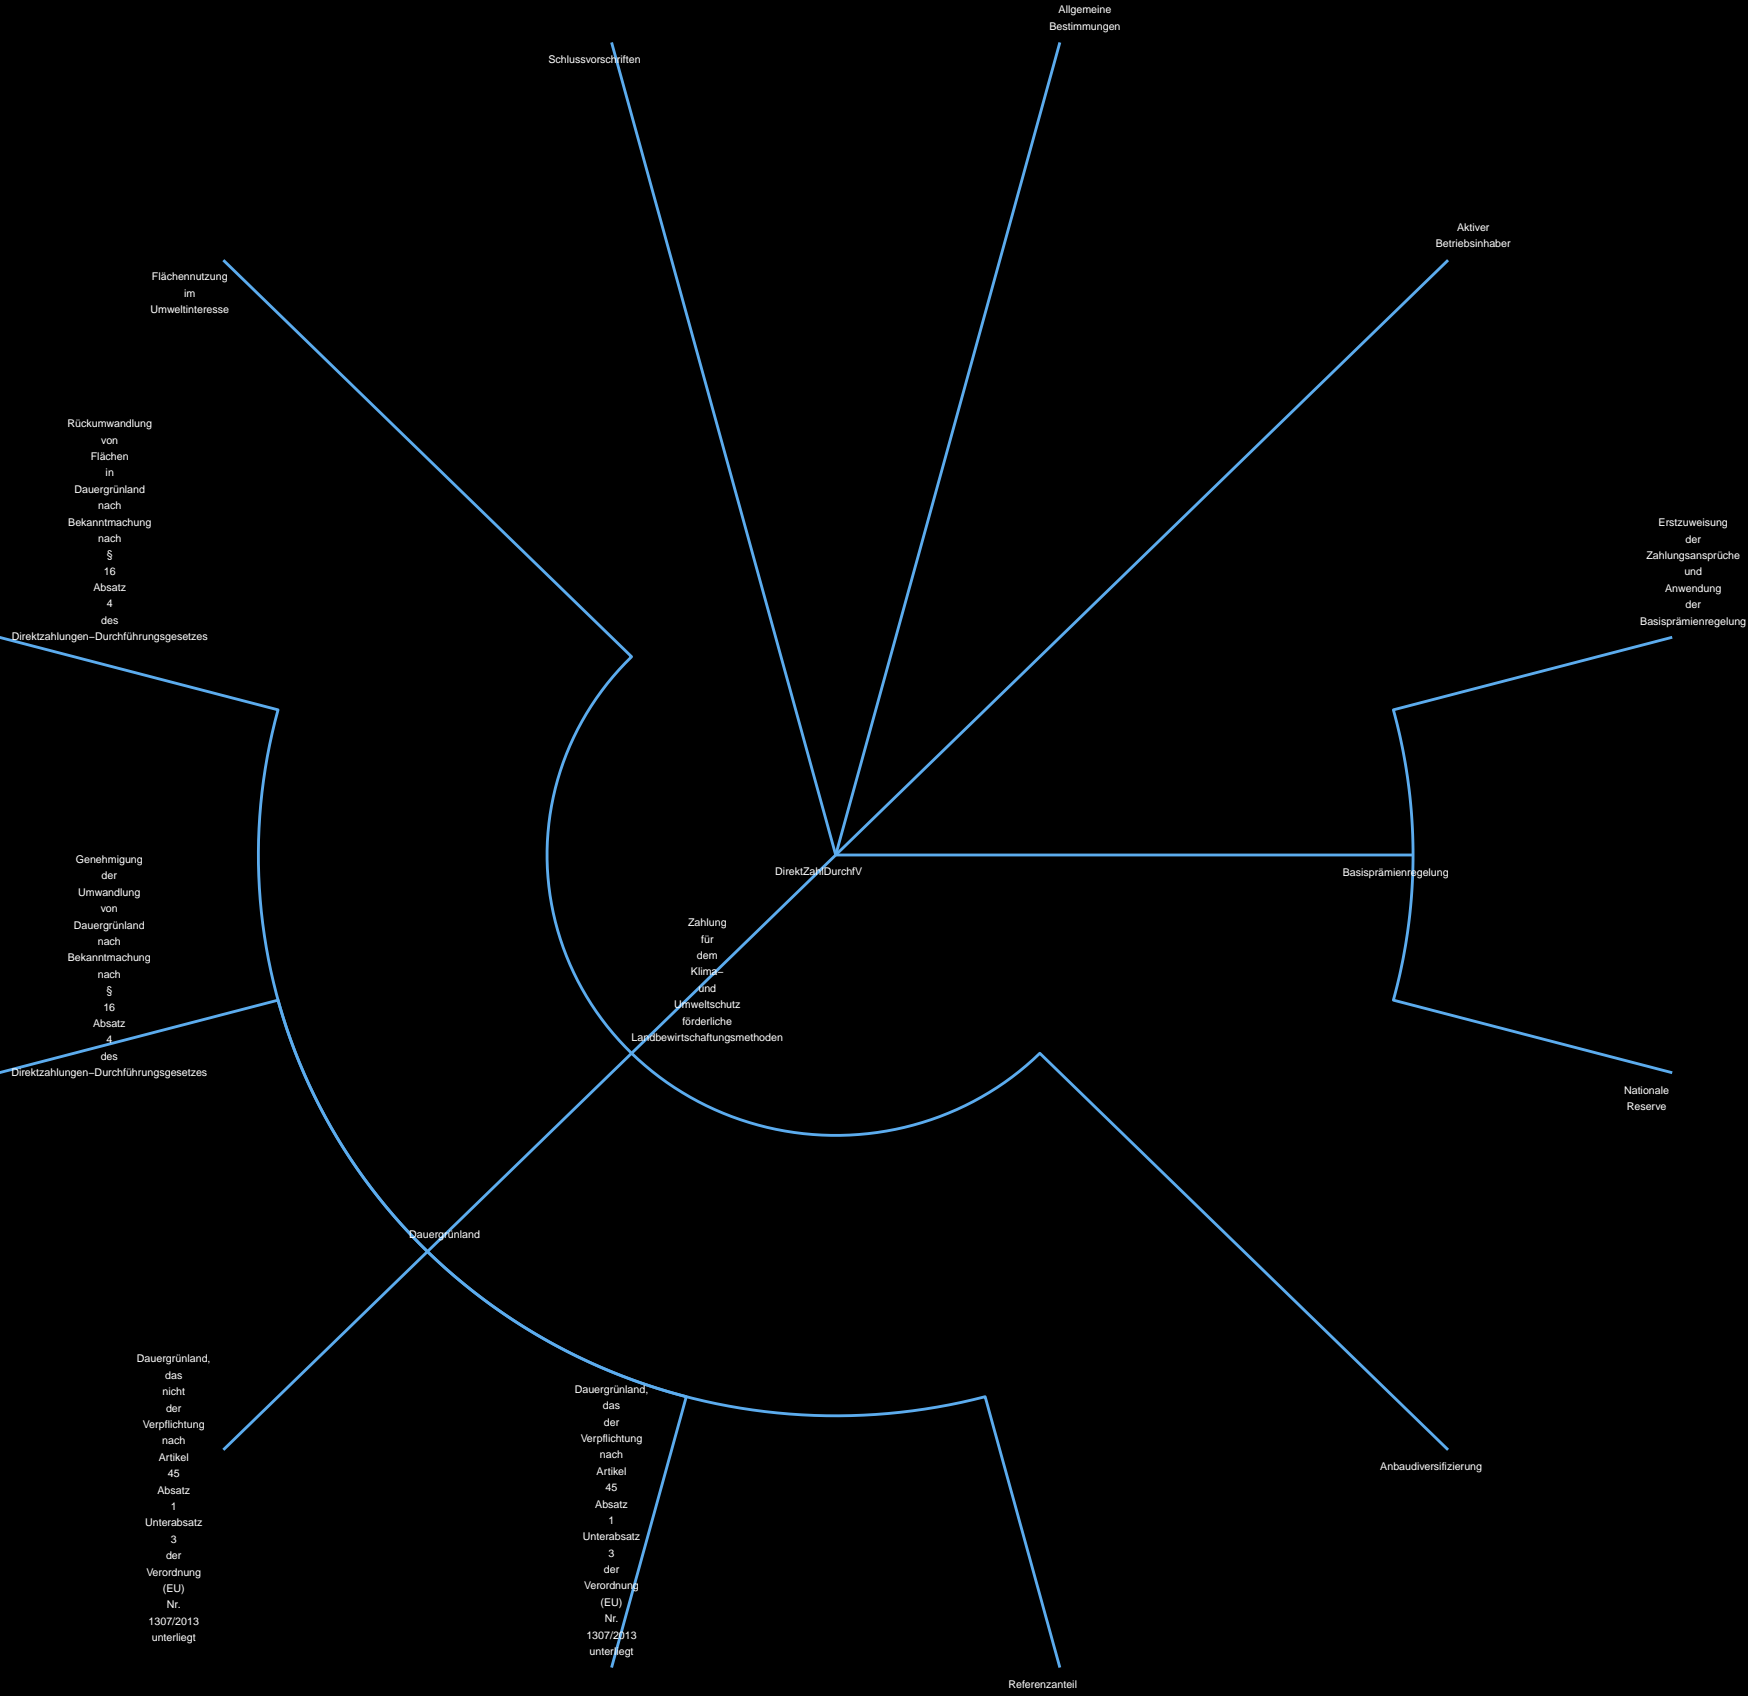 Allgemeine
Bestimmungen
Schlussvorschriften
Aktiver
Betriebsinhaber
Flächennutzung
im
Umweltinteresse
Rückumwandlung
von
Flächen
in
Dauergrünland
nach
Bekanntmachung
nach
§
16
Absatz
4
des
Direktzahlungen−Durchführungsgesetzes
Erstzuweisung
der
Zahlungsansprüche
und
Anwendung
der
Basisprämienregelung
Genehmigung
der
Umwandlung
von
Dauergrünland
nach
Bekanntmachung
nach
§
16
Absatz
4
des
Direktzahlungen−Durchführungsgesetzes
DirektZahlDurchfV
Basisprämienregelung
Zahlung
für
dem
Klima−
und
Umweltschutz
förderliche
Landbewirtschaftungsmethoden
Nationale
Reserve
Dauergrünland
Dauergrünland,
das
nicht
der
Verpflichtung
nach
Artikel
45
Absatz
1
Unterabsatz
3
der
Verordnung
(EU)
Nr.
1307/2013
unterliegt
Dauergrünland,
das
der
Verpflichtung
nach
Artikel
45
Absatz
1
Unterabsatz
3
der
Verordnung
(EU)
Nr.
1307/2013
unterliegt
Anbaudiversifizierung
Referenzanteil